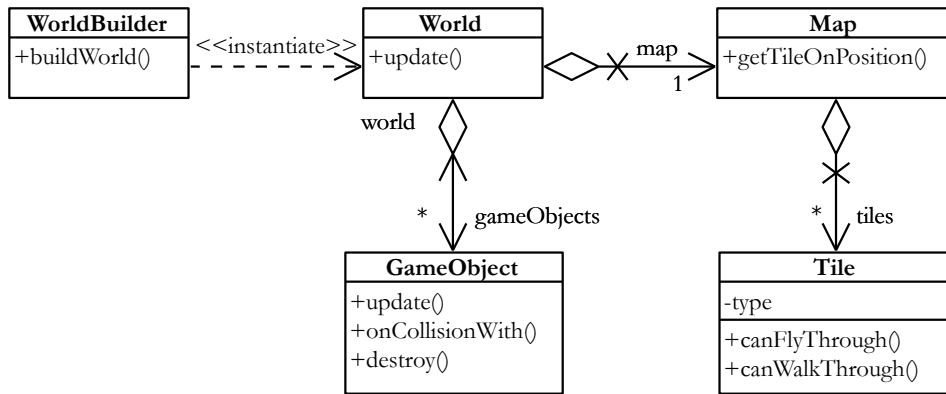 WorldBuilder
+buildWorld()
<<instantiate>>
World
+update()
map
1
Map
+getTileOnPosition()
world
*
gameObjects
*
tiles
GameObject
+update()
+onCollisionWith()
+destroy()
Tile
-type
+canFlyThrough()
+canWalkThrough()